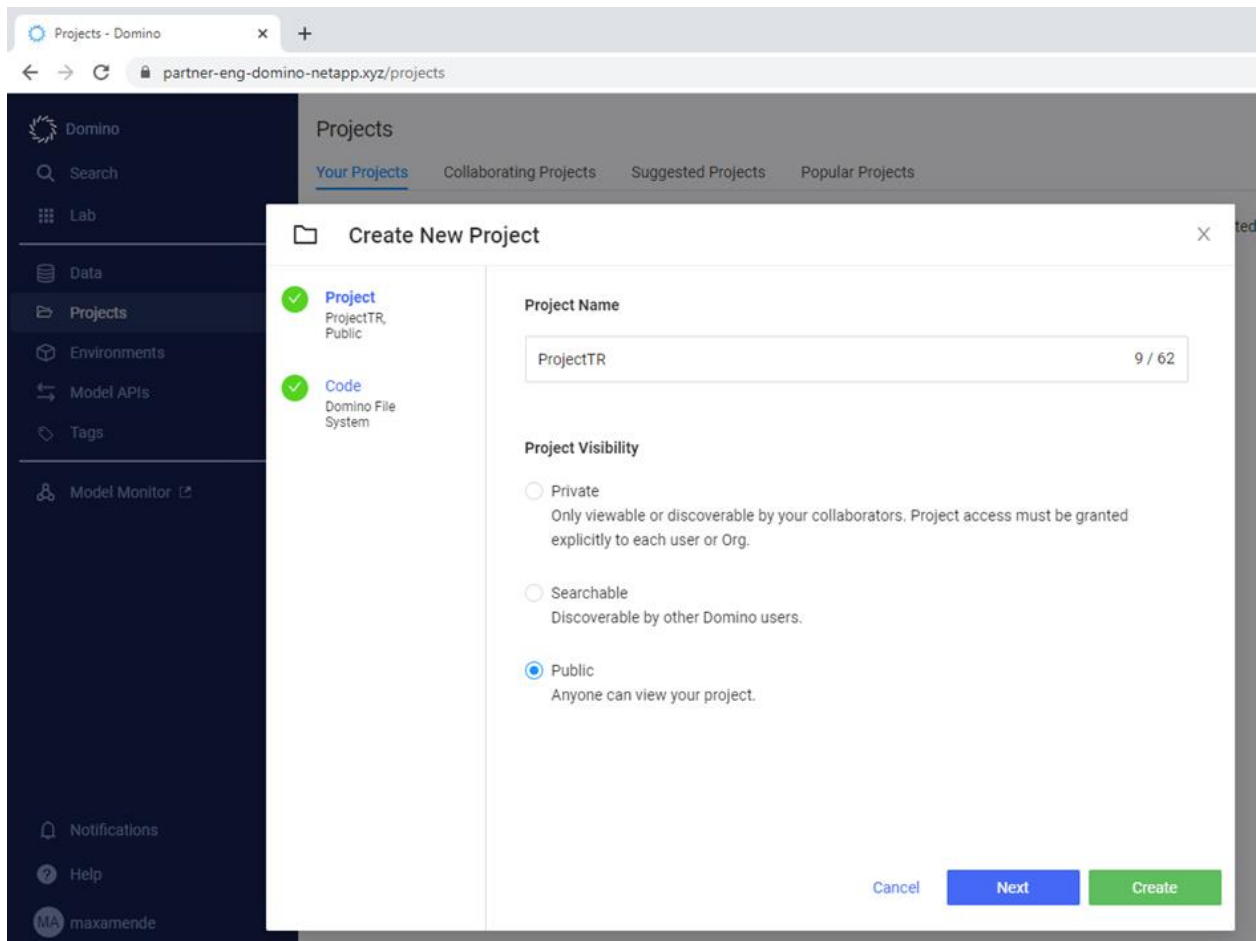 Projects - Domino
partner-eng-domino-netapp.xyz/projects
Domino
Search
Lab
Data
Projects
Environments
Model APIs
Tags
Model Monitor
Notifications
Help
MA maxamende
Projects
Your Projects Collaborating Projects Suggested Projects Popular Projects
ted
Create New Project
Project
ProjectTR,
Public
Code
Domino File
System
Project Name
ProjectTR 9 / 62
Project Visibility
Private
Only viewable or discoverable by your collaborators. Project access must be granted
explicitly to each user or Org.
Searchable
Discoverable by other Domino users.
Public
Anyone can view your project.
Cancel Next Create